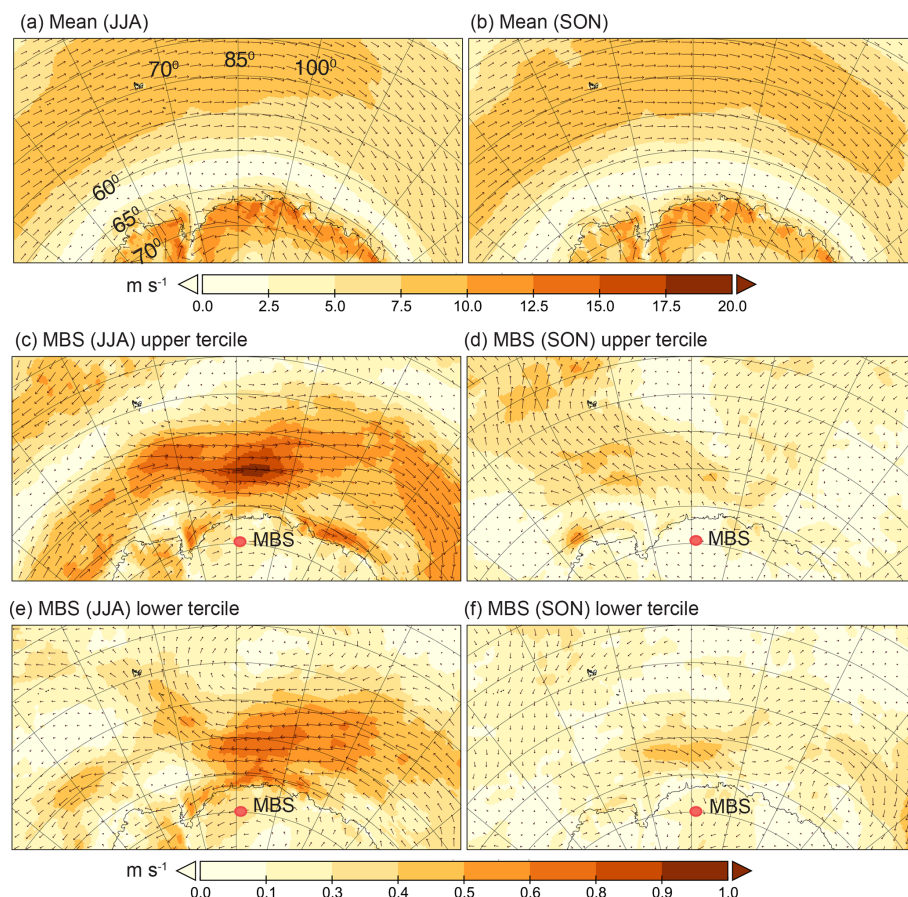 (a) Mean (JJA)
(b) Mean (SON)
70⁰ 85⁰ 100⁰
60⁰
65⁰
70⁰
m s⁻¹
0.0 2.5 5.0 7.5 10.0 12.5 15.0 17.5 20.0
(c) MBS (JJA) upper tercile
(d) MBS (SON) upper tercile
MBS
MBS
(e) MBS (JJA) lower tercile
(f) MBS (SON) lower tercile
MBS
MBS
m s⁻¹
0.0 0.1 0.3 0.4 0.5 0.6 0.8 0.9 1.0